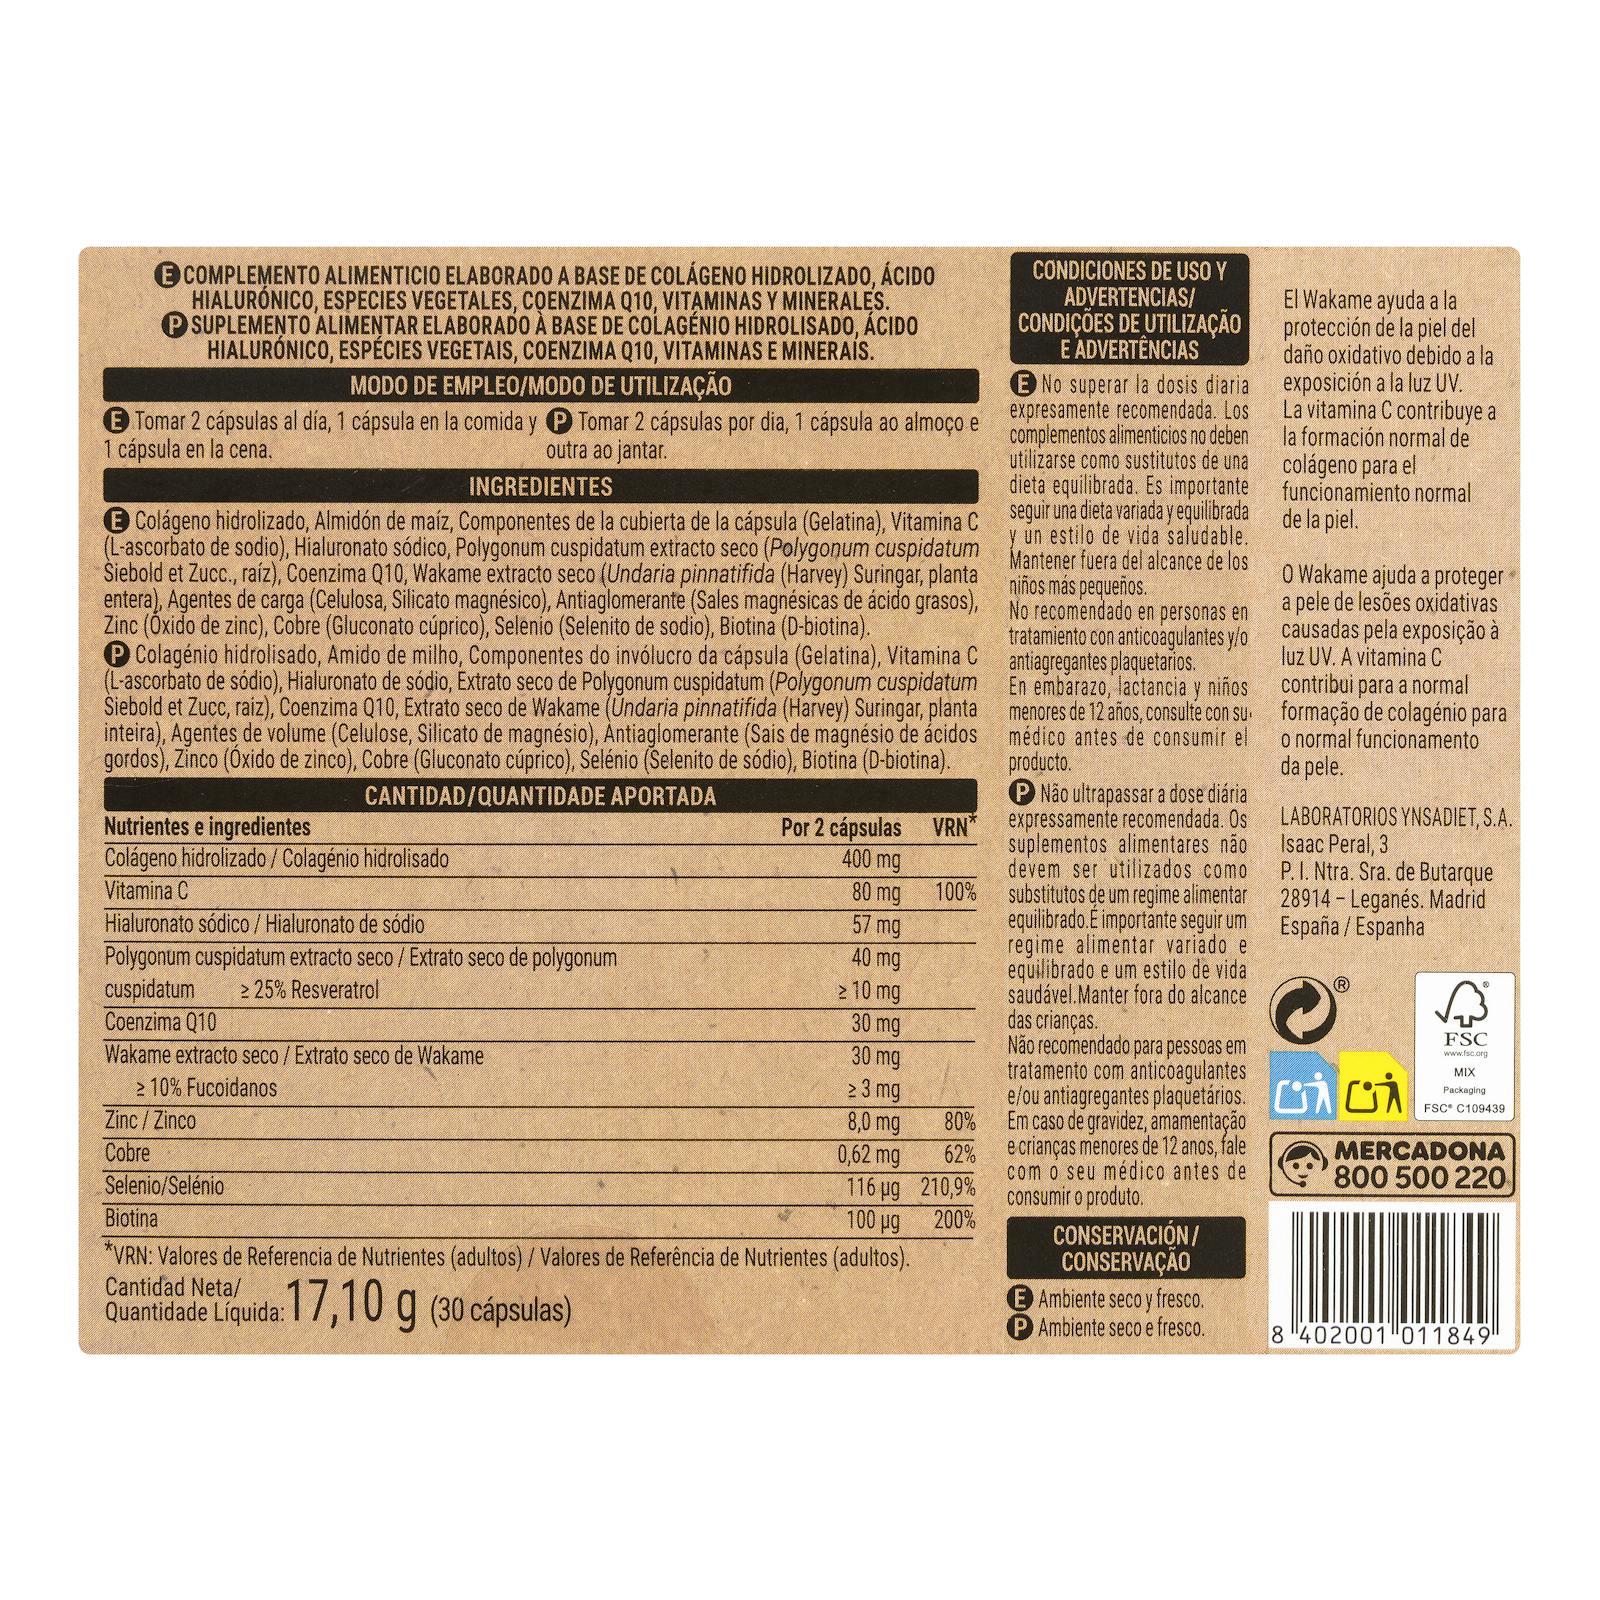 E COMPLEMENTO ALIMENTICIO ELABORADO A BASE DE COLÁGENO HIDROLIZADO, ÁCIDO
HIALURÓNICO, ESPECIES VEGETALES, COENZIMA Q10, VITAMINAS Y MINERALES.
P SUPLEMENTO ALIMENTAR ELABORADO À BASE DE COLAGÉNIO HIDROLISADO, ÁCIDO
HIALURÓNICO, ESPÉCIES VEGETAIS, COENZIMA Q10, VITAMINAS E MINERAIS.
MODO DE EMPLEO/MODO DE UTILIZAÇÃO
E Tomar 2 cápsulas al día, 1 cápsula en la comida y
1 cápsula en la cena.
P Tomar 2 cápsulas por dia, 1 cápsula ao almoço e
outra ao jantar.
INGREDIENTES
E Colágeno hidrolizado, Almidón de maíz, Componentes de la cubierta de la cápsula (Gelatina), Vitamina C
(L-ascorbato de sodio), Hialuronato sódico, Polygonum cuspidatum extracto seco (Polygonum cuspidatum
Siebold et Zucc., raíz), Coenzima Q10, Wakame extracto seco (Undaria pinnatifida (Harvey) Suringar, planta
entera), Agentes de carga (Celulosa, Silicato magnésico), Antiaglomerante (Sales magnésicas de ácido grasos),
Zinc (Óxido de zinc), Cobre (Gluconato cúprico), Selenio (Selenito de sodio), Biotina (D-biotina).
P Colagénio hidrolisado, Amido de milho, Componentes do invólucro da cápsula (Gelatina), Vitamina C
(L-ascorbato de sódio), Hialuronato de sódio, Extrato seco de Polygonum cuspidatum (Polygonum cuspidatum
Siebold et Zucc, raiz), Coenzima Q10, Extrato seco de Wakame (Undaria pinnatifida (Harvey) Suringar, planta
inteira), Agentes de volume (Celulose, Silicato de magnésio), Antiaglomerante (Sais de magnésio de ácidos
gordos), Zinco (Óxido de zinco), Cobre (Gluconato cúprico), Selénio (Selenito de sódio), Biotina (D-biotina).
CANTIDAD/QUANTIDADE APORTADA
Nutrientes e ingredientes Por 2 cápsulas VRN*
Colágeno hidrolizado / Colagénio hidrolisado 400 mg
Vitamina C 80 mg 100%
Hialuronato sódico / Hialuronato de sódio 57 mg
Polygonum cuspidatum extracto seco / Extrato seco de polygonum 40 mg
cuspidatum ≥ 25% Resveratrol ≥ 10 mg
Coenzima Q10 30 mg
Wakame extracto seco / Extrato seco de Wakame 30 mg
≥ 10% Fucoidanos ≥ 3 mg
Zinc / Zinco 8,0 mg 80%
Cobre 0,62 mg 62%
Selenio/Selénio 116 µg 210,9%
Biotina 100 µg 200%
*VRN: Valores de Referencia de Nutrientes (adultos) / Valores de Referência de Nutrientes (adultos).
Cantidad Neta/
Quantidade Líquida: 17,10 g (30 cápsulas)
CONDICIONES DE USO Y
ADVERTENCIAS/
CONDIÇÕES DE UTILIZAÇÃO
E ADVERTÊNCIAS
E No superar la dosis diaria
expresamente recomendada. Los
complementos alimenticios no deben
utilizarse como sustitutos de una
dieta equilibrada. Es importante
seguir una dieta variada y equilibrada
y un estilo de vida saludable.
Mantener fuera del alcance de los
niños más pequeños.
No recomendado en personas en
tratamiento con anticoagulantes y/o
antiagregantes plaquetarios.
En embarazo, lactancia y niños
menores de 12 años, consulte con su
médico antes de consumir el
producto.
P Não ultrapassar a dose diária
expressamente recomendada. Os
suplementos alimentares não
devem ser utilizados como
substitutos de um regime alimentar
equilibrado. É importante seguir um
regime alimentar variado e
equilibrado e um estilo de vida
saudável. Manter fora do alcance
das crianças.
Não recomendado para pessoas em
tratamento com anticoagulantes
e/ou antiagregantes plaquetários.
Em caso de gravidez, amamentação
e crianças menores de 12 anos, fale
com o seu médico antes de
consumir o produto.
CONSERVACIÓN/
CONSERVAÇÃO
E Ambiente seco y fresco.
P Ambiente seco e fresco.
El Wakame ayuda a la
protección de la piel del
daño oxidativo debido a la
exposición a la luz UV.
La vitamina C contribuye a
la formación normal de
colágeno para el
funcionamiento normal
de la piel.
O Wakame ajuda a proteger
a pele de lesões oxidativas
causadas pela exposição à
luz UV. A vitamina C
contribui para a normal
formação de colagénio para
o normal funcionamento
da pele.
LABORATORIOS YNSADIET, S.A.
Isaac Peral, 3
P. I. Ntra. Sra. de Butarque
28914 – Leganés. Madrid
España / Espanha
®
FSC®
www.fsc.org
MIX
Packaging
FSC® C109439
MERCADONA
800 500 220
8 402001 011849